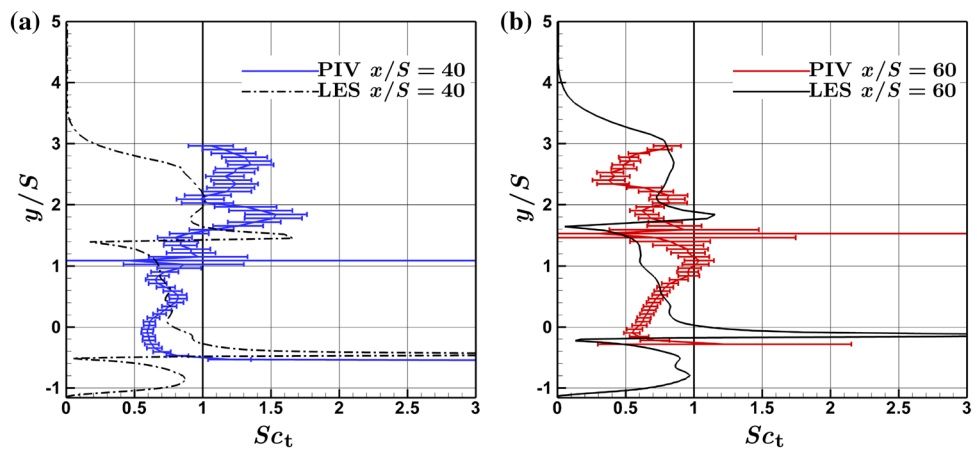 (a)
5
4
3
2
1
0
-1
y/S
PIV x/S = 40
LES x/S = 40
0 0.5 1 1.5 2 2.5 3
Sc_t
(b)
5
4
3
2
1
0
-1
y/S
PIV x/S = 60
LES x/S = 60
0 0.5 1 1.5 2 2.5 3
Sc_t